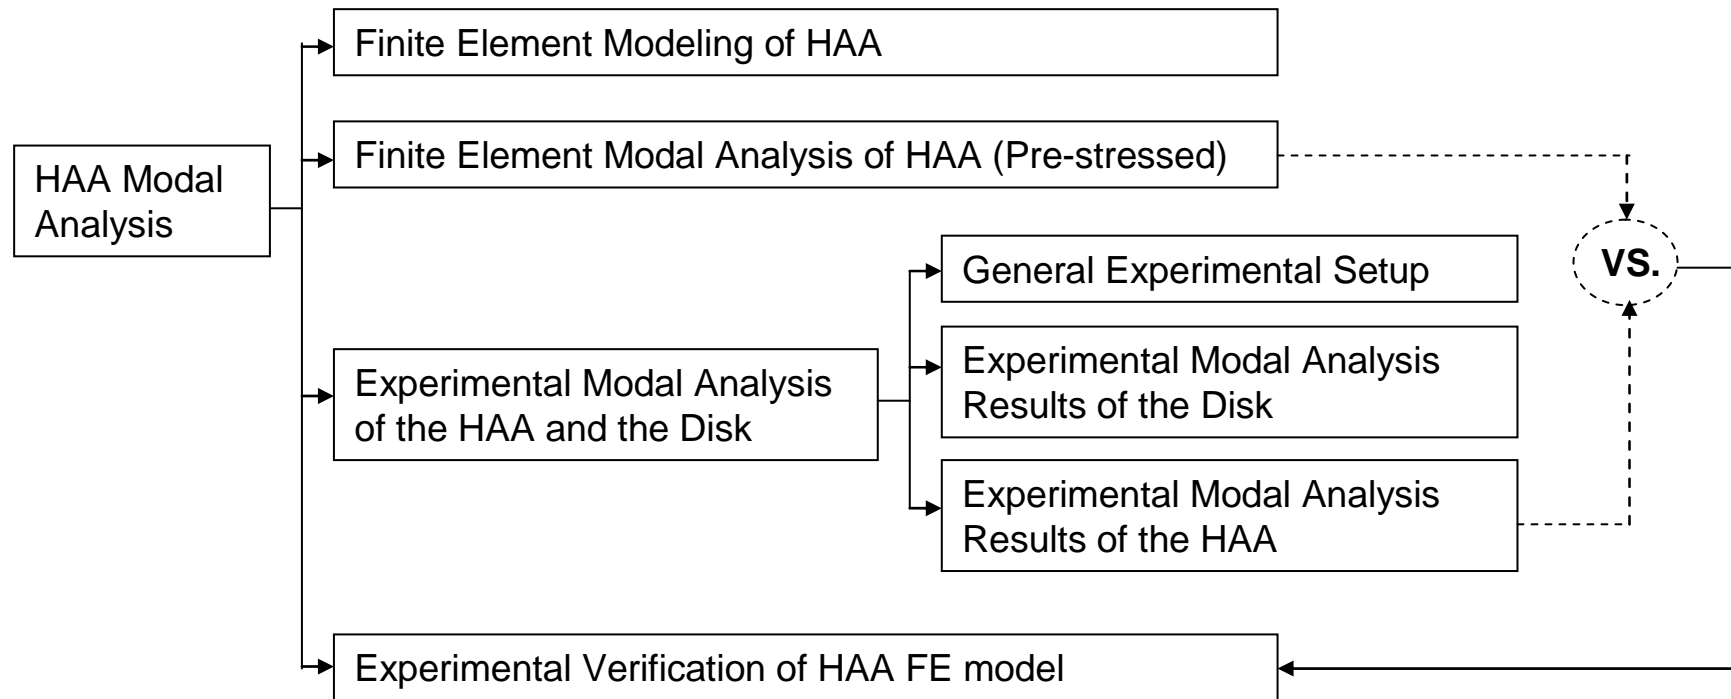 Finite Element Modeling of HAA
Finite Element Modal Analysis of HAA (Pre-stressed)
HAA Modal
Analysis
General Experimental Setup
VS.
Experimental Modal Analysis
Results of the Disk
Experimental Modal Analysis
of the HAA and the Disk
Experimental Modal Analysis
Results of the HAA
Experimental Verification of HAA FE model